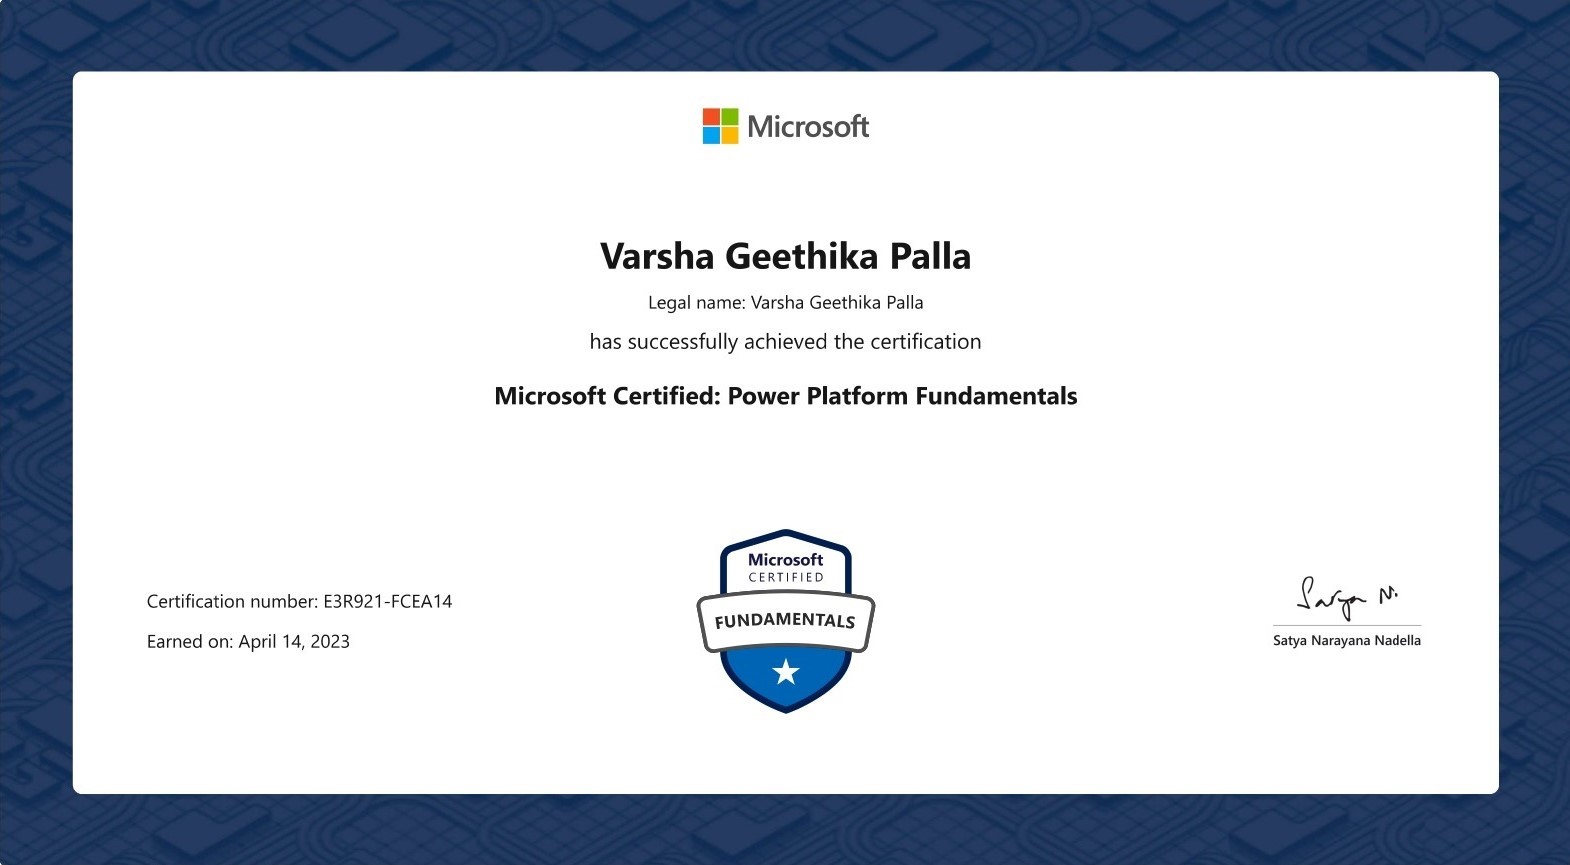 Microsoft
Varsha Geethika Palla
Legal name: Varsha Geethika Palla
has successfully achieved the certification
Microsoft Certified: Power Platform Fundamentals
Certification number: E3R921-FCEA14
Earned on: April 14, 2023
Microsoft
CERTIFIED
FUNDAMENTALS
Satya N.
Satya Narayana Nadella